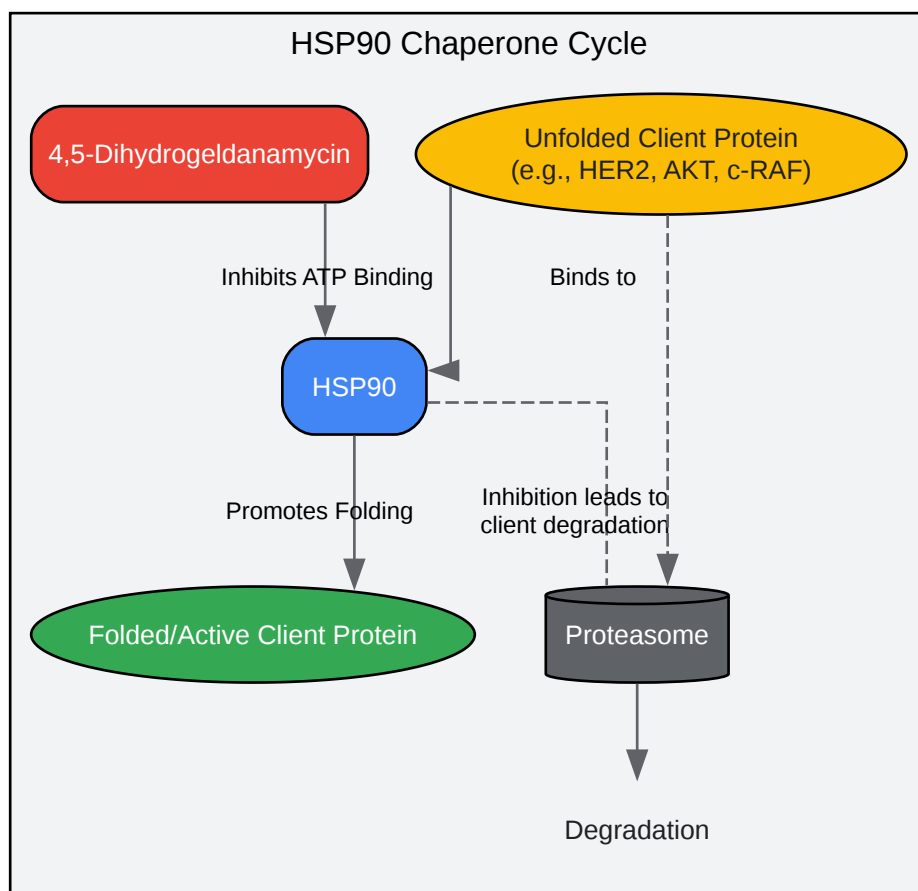 HSP90 Chaperone Cycle
4,5-Dihydrogeldanamycin
Unfolded Client Protein
(e.g., HER2, AKT, c-RAF)
Inhibits ATP Binding
Binds to
HSP90
Promotes Folding
Inhibition leads to
client degradation
Folded/Active Client Protein
Proteasome
Degradation